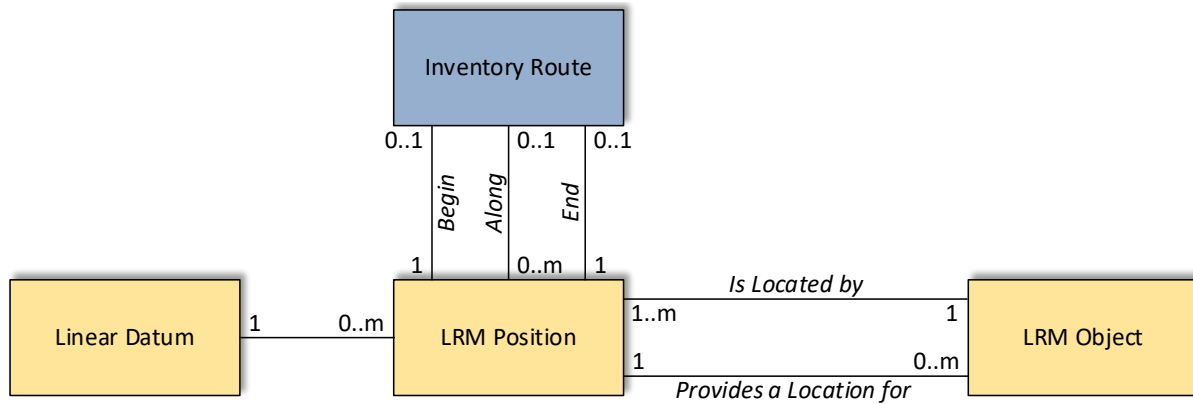 Inventory Route
0..1
0..1
0..1
Begin
Along
End
1
0..m
1
Linear Datum
1
0..m
LRM Position
Is Located by
1..m
1
1
0..m
Provides a Location for
LRM Object